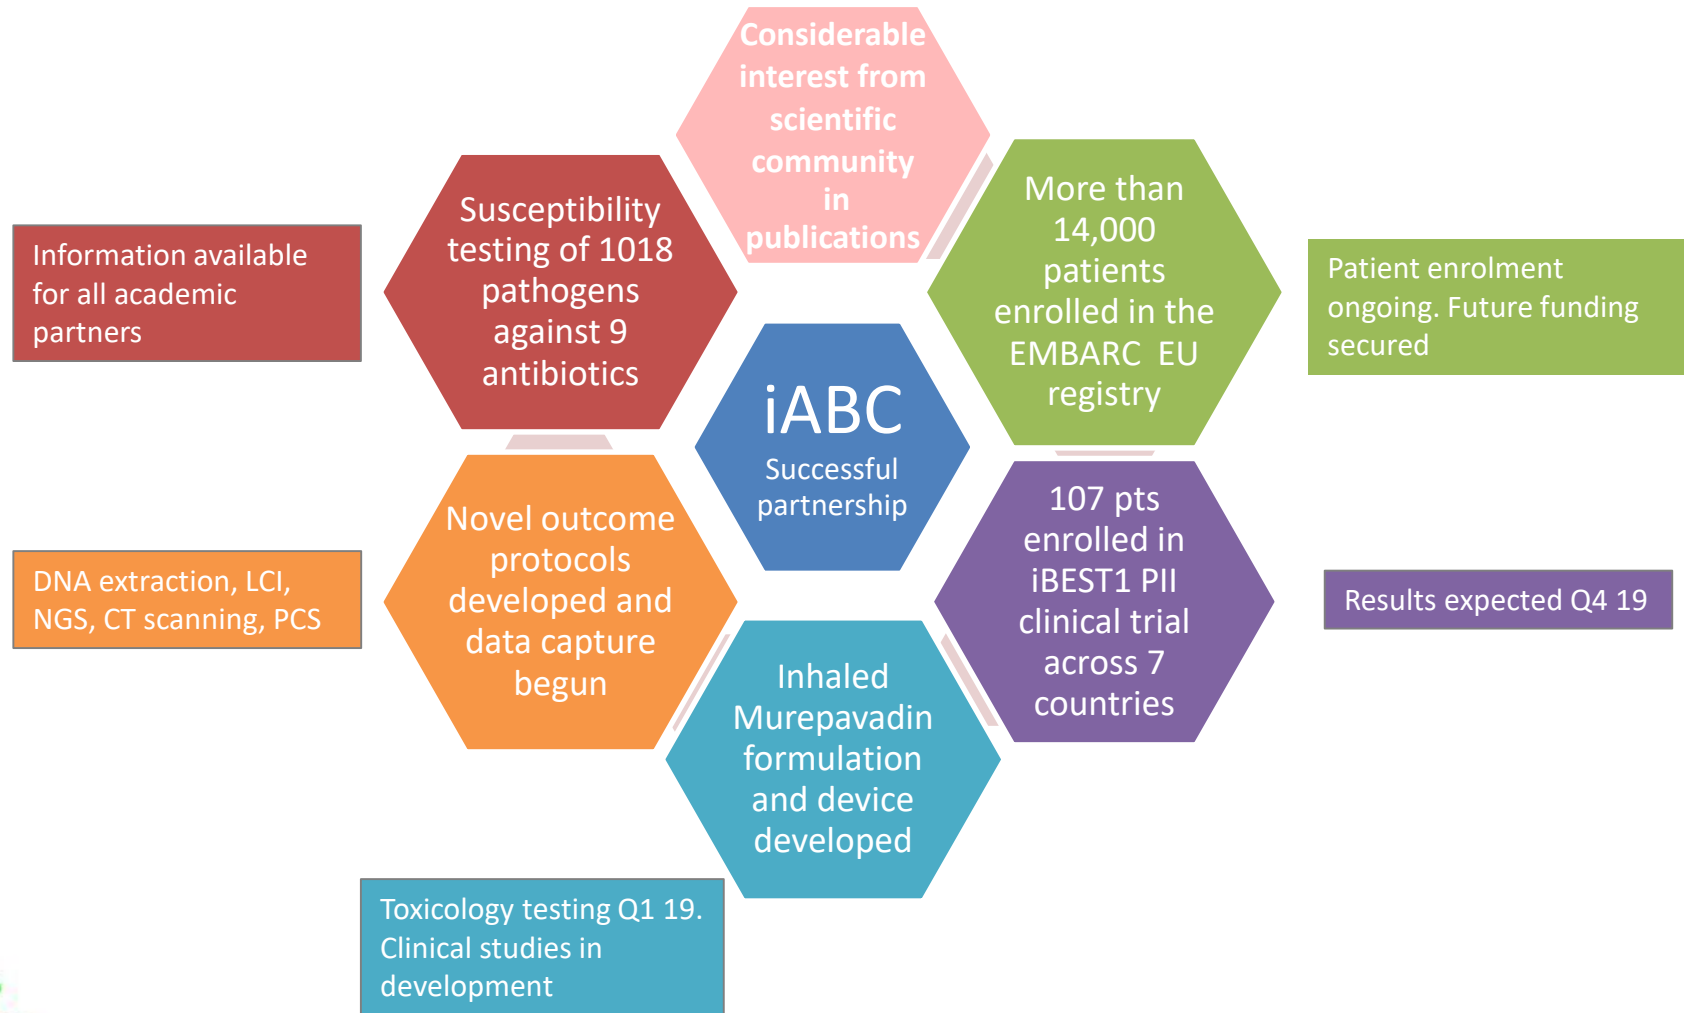 Considerable
interest from
scientific
community
in
publications
Susceptibility
testing of 1018
pathogens
against 9
antibiotics
Information available
for all academic
partners
More than
14,000
patients
enrolled in the
EMBARC EU
registry
Patient enrolment
ongoing. Future funding
secured
iABC
Successful
partnership
Novel outcome
protocols
developed and
data capture
begun
DNA extraction, LCI,
NGS, CT scanning, PCS
107 pts
enrolled in
iBEST1 PII
clinical trial
across 7
countries
Results expected Q4 19
Inhaled
Murepavadin
formulation
and device
developed
Toxicology testing Q1 19.
Clinical studies in
development